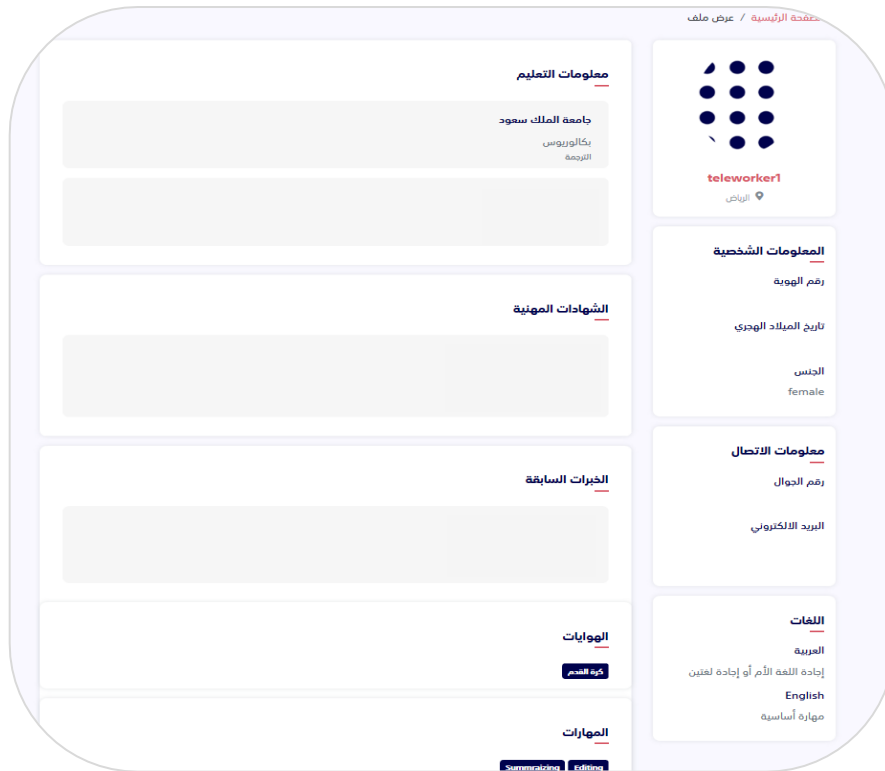 الصفحة الرئيسية / عرض ملف
teleworker1
الرياض
المعلومات الشخصية
رقم الهوية
تاريخ الميلاد الهجري
الجنس
female
معلومات الاتصال
رقم الجوال
البريد الالكتروني
اللغات
العربية
إجادة اللغة الأم أو إجادة لغتين
English
مهارة أساسية
معلومات التعليم
جامعة الملك سعود
بكالوريوس
الترجمة
الشهادات المهنية
الخبرات السابقة
الهوايات
كرة القدم
المهارات
Editing Summraizing